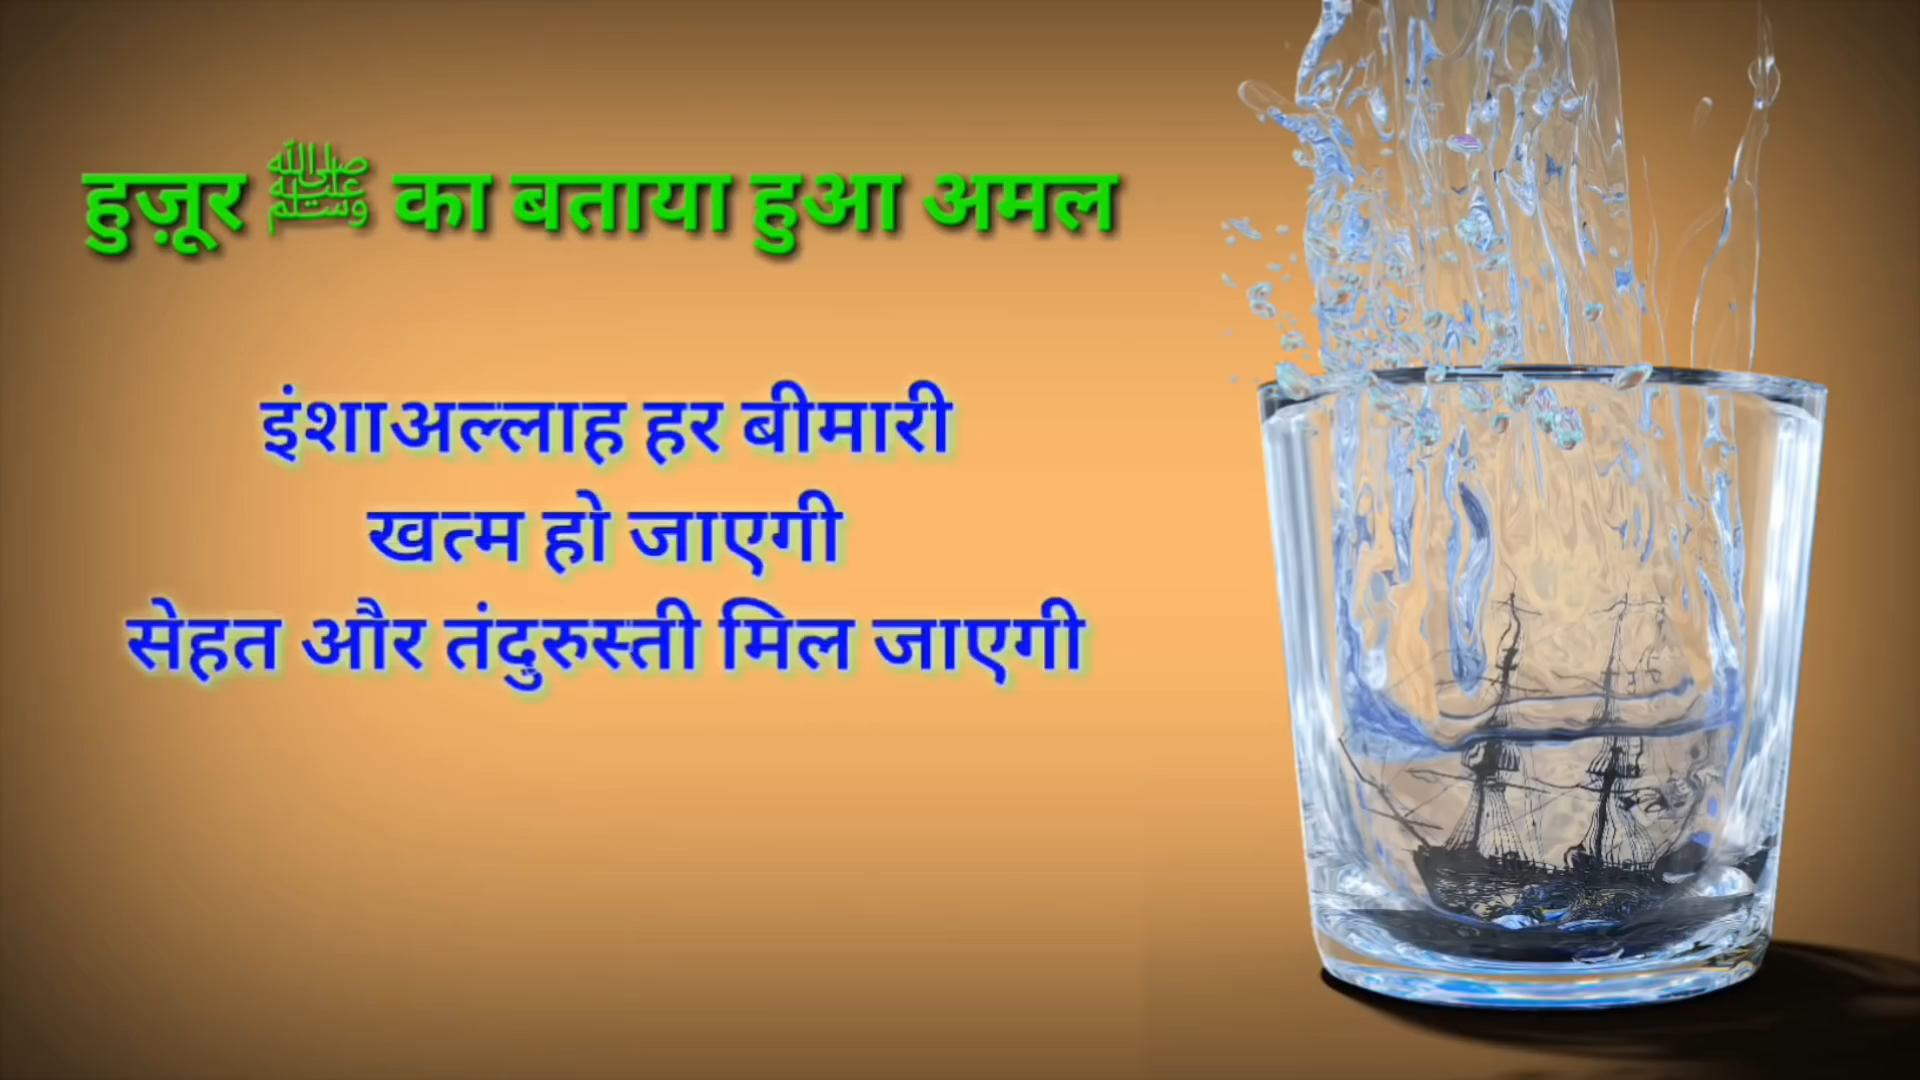 हुज़ूर ﷺ का बताया हुआ अमल
इंशाअल्लाह हर बीमारी
खत्म हो जाएगी
सेहत और तंदुरुस्ती मिल जाएगी